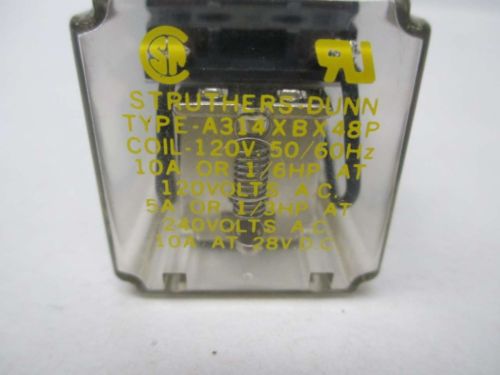 STRUTHERS-DUNN
TYPE-A314XBX48P
COIL-120V. 50/60Hz
10A OR 1/6HP AT
120VOLTS A.C.
5A OR 1/3HP AT
240VOLTS A.C.
10A AT 28V D.C.